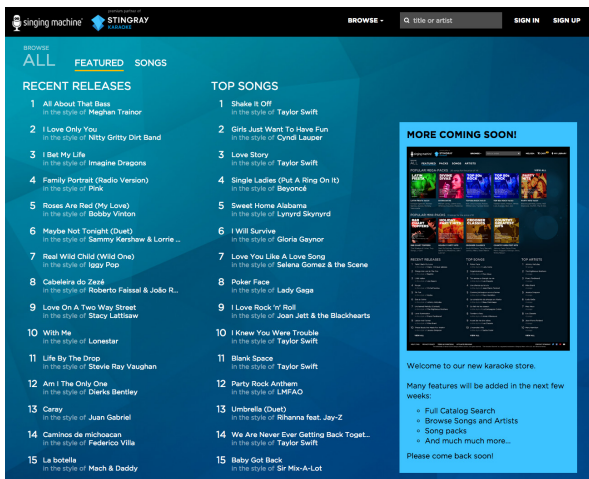 singing machine
premium partner of
STINGRAY
KARAOKE
BROWSE
title or artist
SIGN IN
SIGN UP
BROWSE
ALL
FEATURED
SONGS
RECENT RELEASES
1 All About That Bass
in the style of Meghan Trainor
2 I Love Only You
in the style of Nitty Gritty Dirt Band
3 I Bet My Life
in the style of Imagine Dragons
4 Family Portrait (Radio Version)
in the style of Pink
5 Roses Are Red (My Love)
in the style of Bobby Vinton
6 Maybe Not Tonight (Duet)
in the style of Sammy Kershaw & Lorrie ...
7 Real Wild Child (Wild One)
in the style of Iggy Pop
8 Cabeleira do Zezé
in the style of Roberto Faissal & João R...
9 Love On A Two Way Street
in the style of Stacy Lattisaw
10 With Me
in the style of Lonestar
11 Life By The Drop
in the style of Stevie Ray Vaughan
12 Am I The Only One
in the style of Dierks Bentley
13 Caray
in the style of Juan Gabriel
14 Caminos de michoacan
in the style of Federico Villa
15 La botella
in the style of Mach & Daddy
TOP SONGS
1 Shake It Off
in the style of Taylor Swift
2 Girls Just Want To Have Fun
in the style of Cyndi Lauper
3 Love Story
in the style of Taylor Swift
4 Single Ladies (Put A Ring On It)
in the style of Beyoncé
5 Sweet Home Alabama
in the style of Lynyrd Skynyrd
6 I Will Survive
in the style of Gloria Gaynor
7 Love You Like A Love Song
in the style of Selena Gomez & the Scene
8 Poker Face
in the style of Lady Gaga
9 I Love Rock 'n' Roll
in the style of Joan Jett & the Blackhearts
10 I Knew You Were Trouble
in the style of Taylor Swift
11 Blank Space
in the style of Taylor Swift
12 Party Rock Anthem
in the style of LMFAO
13 Umbrella (Duet)
in the style of Rihanna feat. Jay-Z
14 We Are Never Ever Getting Back Toget...
in the style of Taylor Swift
15 Baby Got Back
in the style of Sir Mix-A-Lot
MORE COMING SOON!
singing machine
STINGRAY
ALL FEATURED PACKS SONGS ARTISTS
POPULAR IBIZA PACKS
POPULAR IBIZA PACKS
RECENT RELEASES
TOP SONGS
TOP ARTISTS
Welcome to our new karaoke store.
Many features will be added in the next few
weeks:
Full Catalog Search
Browse Songs and Artists
Song packs
And much much more...
Please come back soon!